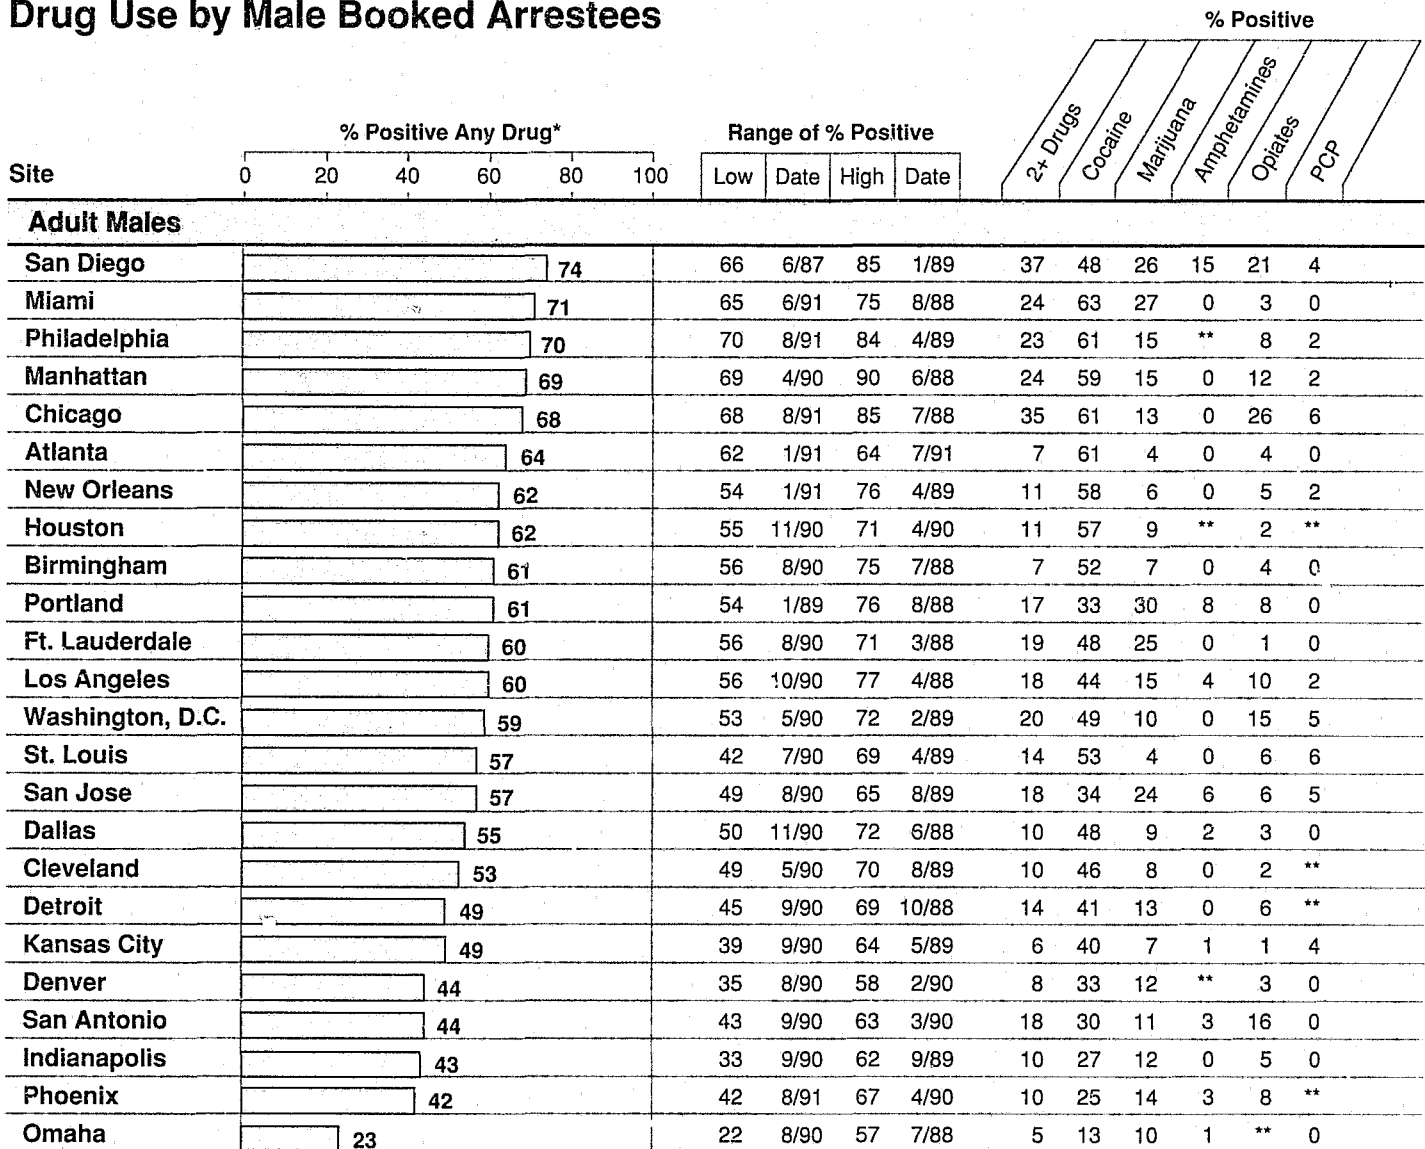 Drug Use by Male Booked Arrestees
% Positive
% Positive Any Drug*
Range of % Positive
Site 0 20 40 60 80 100 Low Date High Date 2+ Drugs Cocaine Marijuana Amphetamines Opiates PCP
Adult Males
San Diego 74 66 6/87 85 1/89 37 48 26 15 21 4
Miami 71 65 6/91 75 8/88 24 63 27 0 3 0
Philadelphia 70 70 8/91 84 4/89 23 61 15 ** 8 2
Manhattan 69 69 4/90 90 6/88 24 59 15 0 12 2
Chicago 68 68 8/91 85 7/88 35 61 13 0 26 6
Atlanta 64 62 1/91 64 7/91 7 61 4 0 4 0
New Orleans 62 54 1/91 76 4/89 11 58 6 0 5 2
Houston 62 55 11/90 71 4/90 11 57 9 ** 2 **
Birmingham 61 56 8/90 75 7/88 7 52 7 0 4 0
Portland 61 54 1/89 76 8/88 17 33 30 8 8 0
Ft. Lauderdale 60 56 8/90 71 3/88 19 48 25 0 1 0
Los Angeles 60 56 10/90 77 4/88 18 44 15 4 10 2
Washington, D.C. 59 53 5/90 72 2/89 20 49 10 0 15 5
St. Louis 57 42 7/90 69 4/89 14 53 4 0 6 6
San Jose 57 49 8/90 65 8/89 18 34 24 6 6 5
Dallas 55 50 11/90 72 6/88 10 48 9 2 3 0
Cleveland 53 49 5/90 70 8/89 10 46 8 0 2 **
Detroit 49 45 9/90 69 10/88 14 41 13 0 6 **
Kansas City 49 39 9/90 64 5/89 6 40 7 1 1 4
Denver 44 35 8/90 58 2/90 8 33 12 ** 3 0
San Antonio 44 43 9/90 63 3/90 18 30 11 3 16 0
Indianapolis 43 33 9/90 62 9/89 10 27 12 0 5 0
Phoenix 42 42 8/91 67 4/90 10 25 14 3 8 **
Omaha 23 22 8/90 57 7/88 5 13 10 1 ** 0